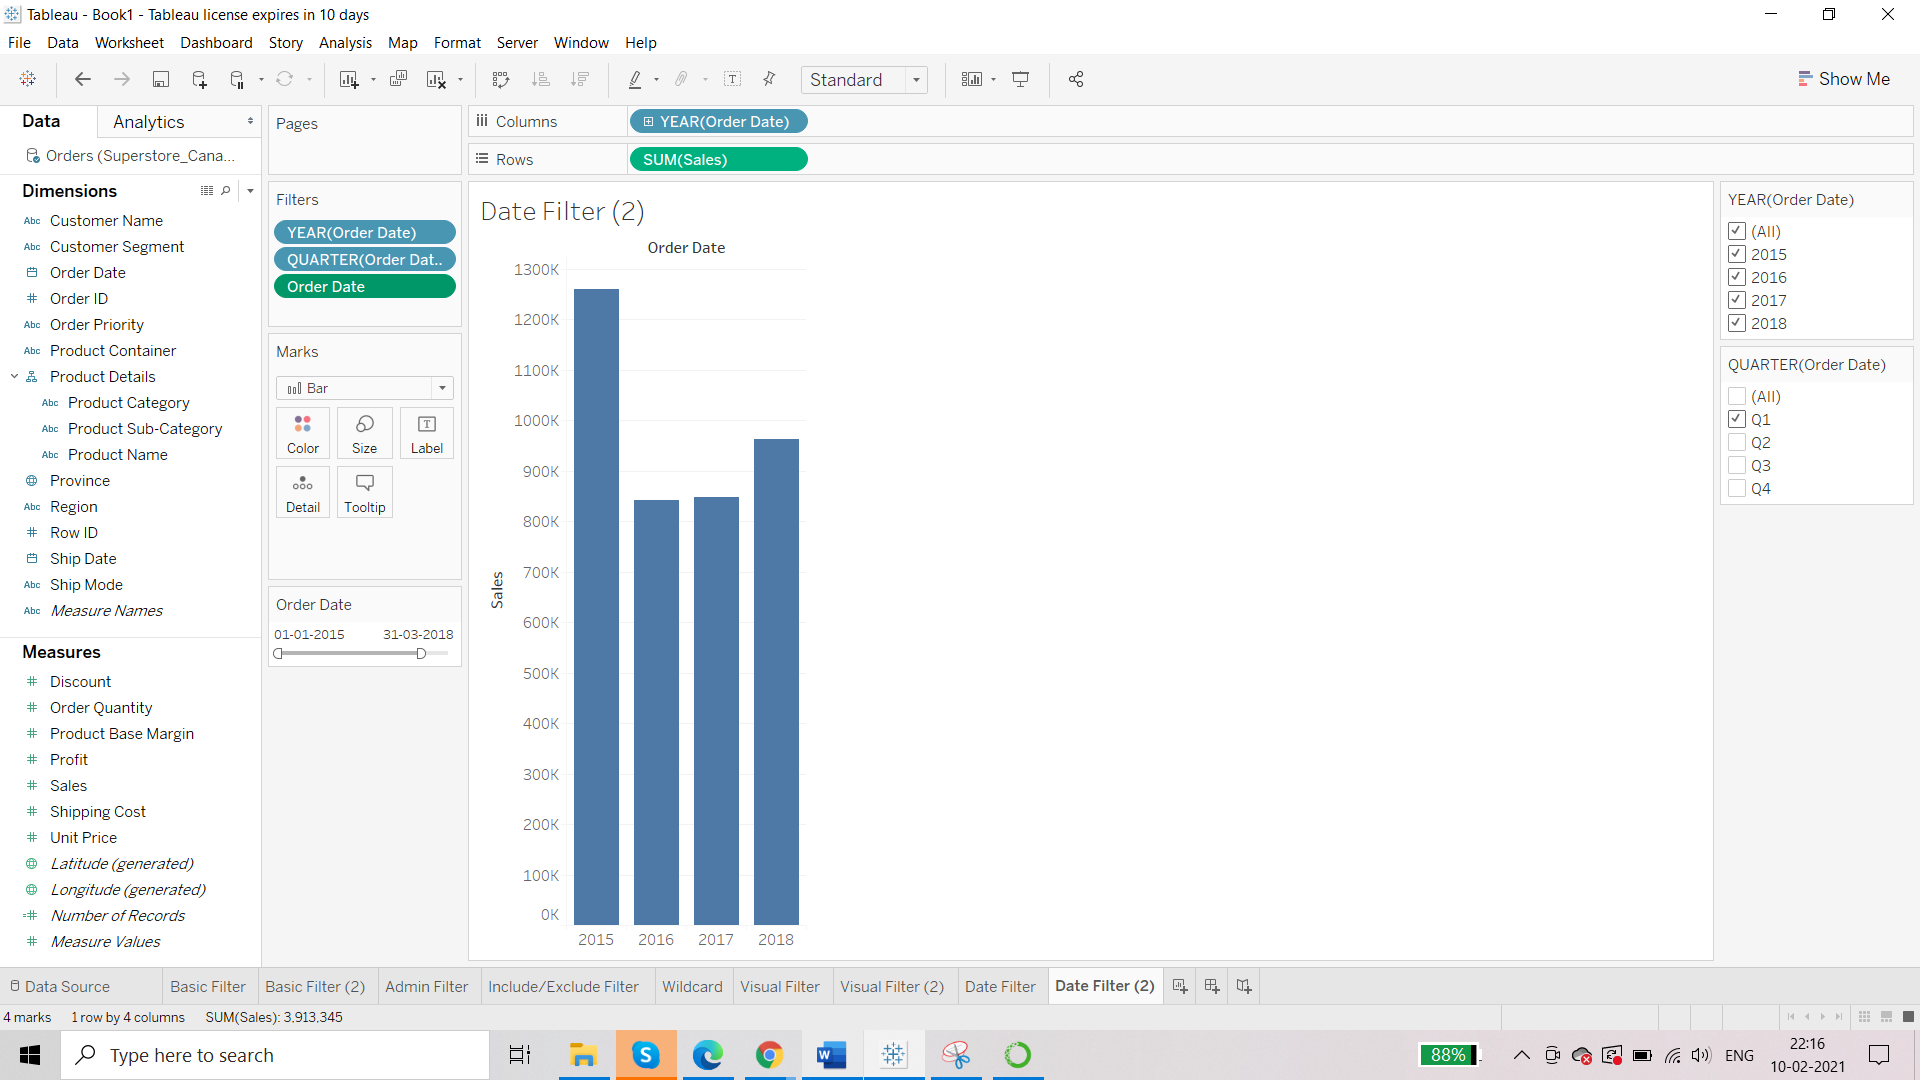 Tableau - Book1 - Tableau license expires in 10 days
File Data Worksheet Dashboard Story Analysis Map Format Server Window Help
Standard
Show Me
Data Analytics
Orders (Superstore_Cana...
Dimensions
Abc Customer Name
Abc Customer Segment
Order Date
# Order ID
Abc Order Priority
Abc Product Container
Product Details
Abc Product Category
Abc Product Sub-Category
Abc Product Name
Province
Abc Region
# Row ID
Ship Date
Abc Ship Mode
Abc Measure Names
Measures
# Discount
# Order Quantity
# Product Base Margin
# Profit
# Sales
# Shipping Cost
# Unit Price
Latitude (generated)
Longitude (generated)
=# Number of Records
# Measure Values
Pages
Filters
YEAR(Order Date)
QUARTER(Order Dat..
Order Date
Marks
Bar
Color Size Label
Detail Tooltip
Order Date
01-01-2015 31-03-2018
Columns YEAR(Order Date)
Rows SUM(Sales)
Date Filter (2)
Order Date
1300K
1200K
1100K
1000K
900K
800K
700K
600K
500K
400K
300K
200K
100K
0K
Sales
2015 2016 2017 2018
YEAR(Order Date)
(All)
2015
2016
2017
2018
QUARTER(Order Date)
(All)
Q1
Q2
Q3
Q4
Data Source Basic Filter Basic Filter (2) Admin Filter Include/Exclude Filter Wildcard Visual Filter Visual Filter (2) Date Filter Date Filter (2)
4 marks 1 row by 4 columns SUM(Sales): 3,913,345
Type here to search
88%
ENG
22:16
10-02-2021